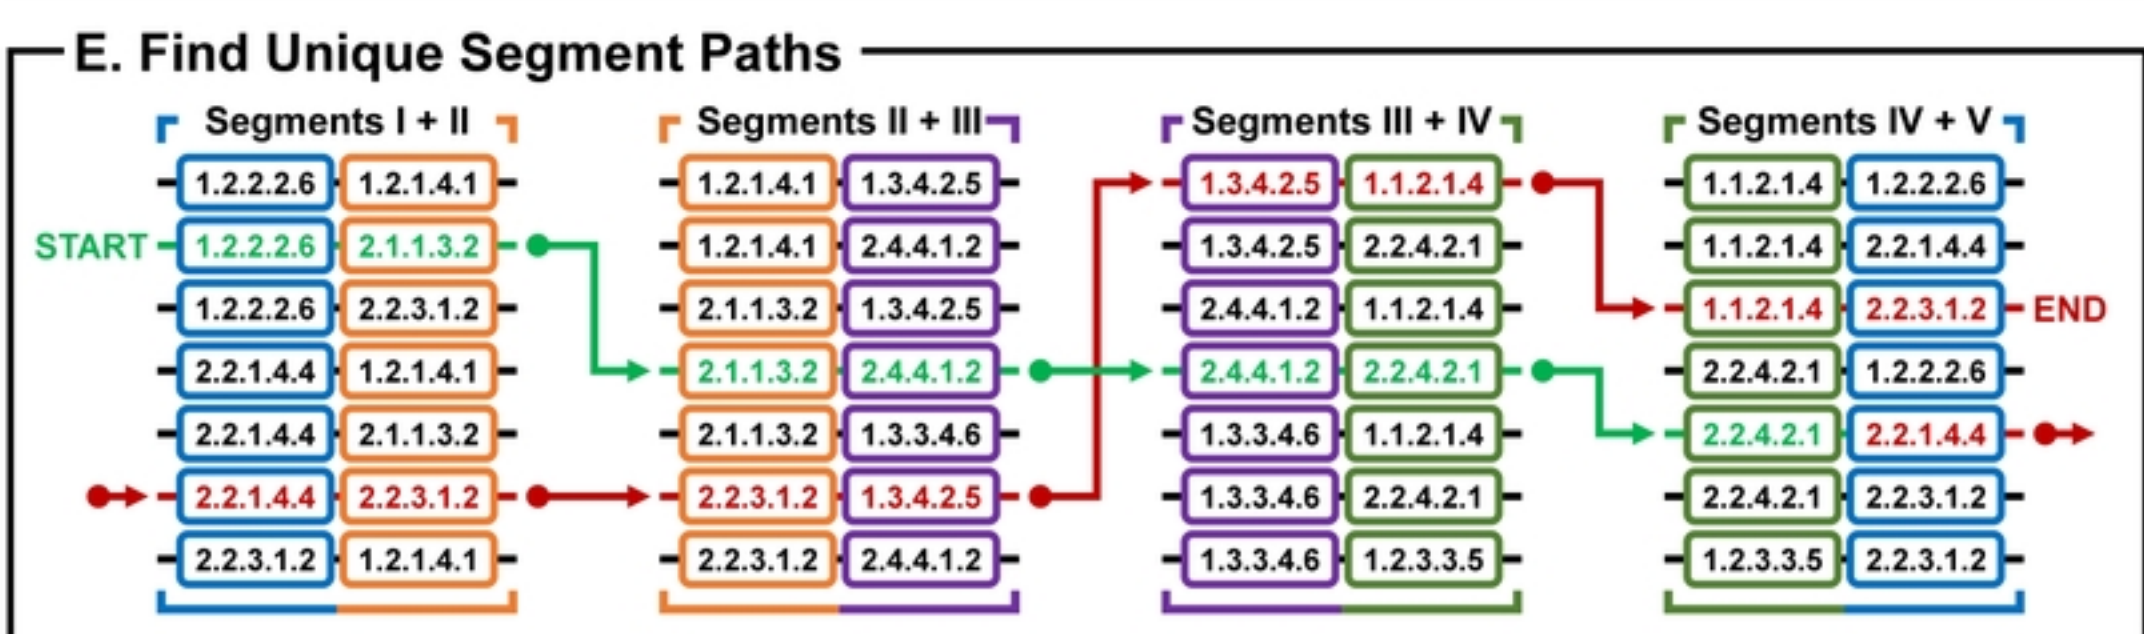 E. Find Unique Segment Paths
Segments I + II Segments II + III Segments III + IV Segments IV + V
1.2.2.2.6 1.2.1.4.1 1.2.1.4.1 1.3.4.2.5 1.3.4.2.5 1.1.2.1.4 1.1.2.1.4 1.2.2.2.6
START 1.2.2.2.6 2.1.1.3.2 1.2.1.4.1 2.4.4.1.2 1.3.4.2.5 2.2.4.2.1 1.1.2.1.4 2.2.1.4.4
1.2.2.2.6 2.2.3.1.2 2.1.1.3.2 1.3.4.2.5 2.4.4.1.2 1.1.2.1.4 1.1.2.1.4 2.2.3.1.2 END
2.2.1.4.4 1.2.1.4.1 2.1.1.3.2 2.4.4.1.2 2.4.4.1.2 2.2.4.2.1 2.2.4.2.1 1.2.2.2.6
2.2.1.4.4 2.1.1.3.2 2.1.1.3.2 1.3.3.4.6 1.3.3.4.6 1.1.2.1.4 2.2.4.2.1 2.2.1.4.4
2.2.1.4.4 2.2.3.1.2 2.2.3.1.2 1.3.4.2.5 1.3.3.4.6 2.2.4.2.1 2.2.4.2.1 2.2.3.1.2
2.2.3.1.2 1.2.1.4.1 2.2.3.1.2 2.4.4.1.2 1.3.3.4.6 1.2.3.3.5 1.2.3.3.5 2.2.3.1.2